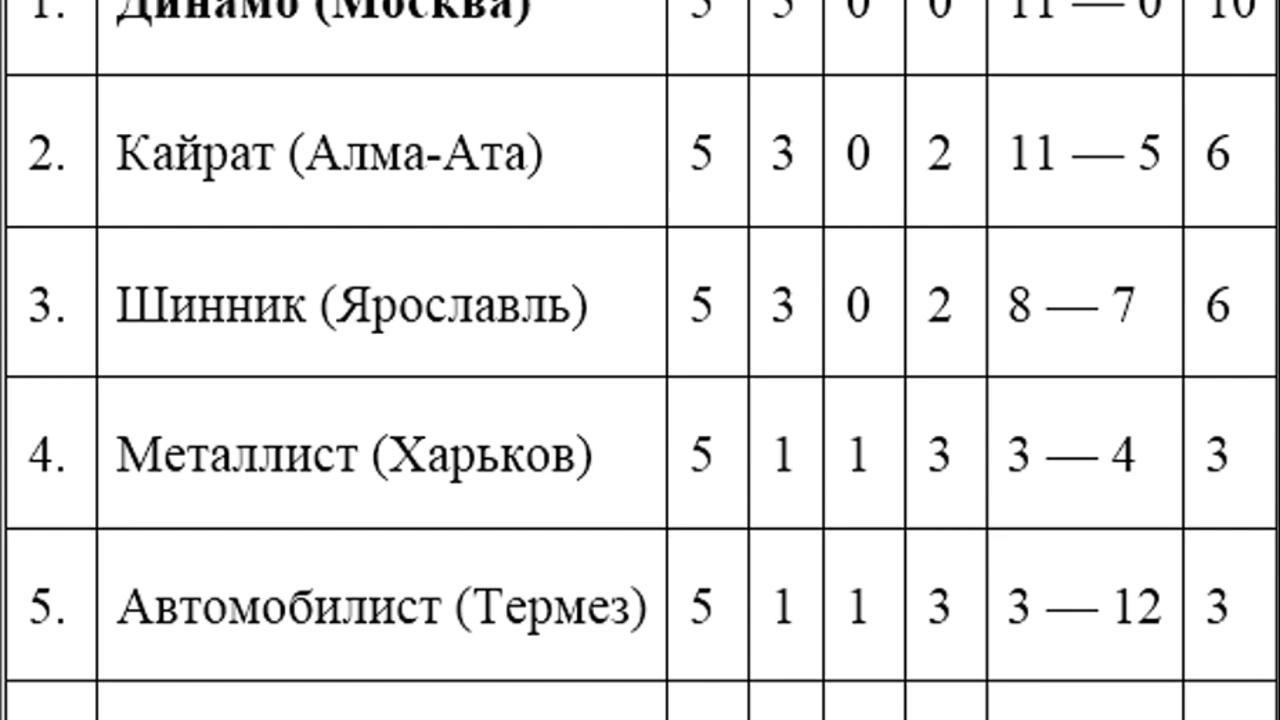 1. Динамо (Москва) 5 5 0 0 11 — 0 10
2. Кайрат (Алма-Ата) 5 3 0 2 11 — 5 6
3. Шинник (Ярославль) 5 3 0 2 8 — 7 6
4. Металлист (Харьков) 5 1 1 3 3 — 4 3
5. Автомобилист (Термез) 5 1 1 3 3 — 12 3